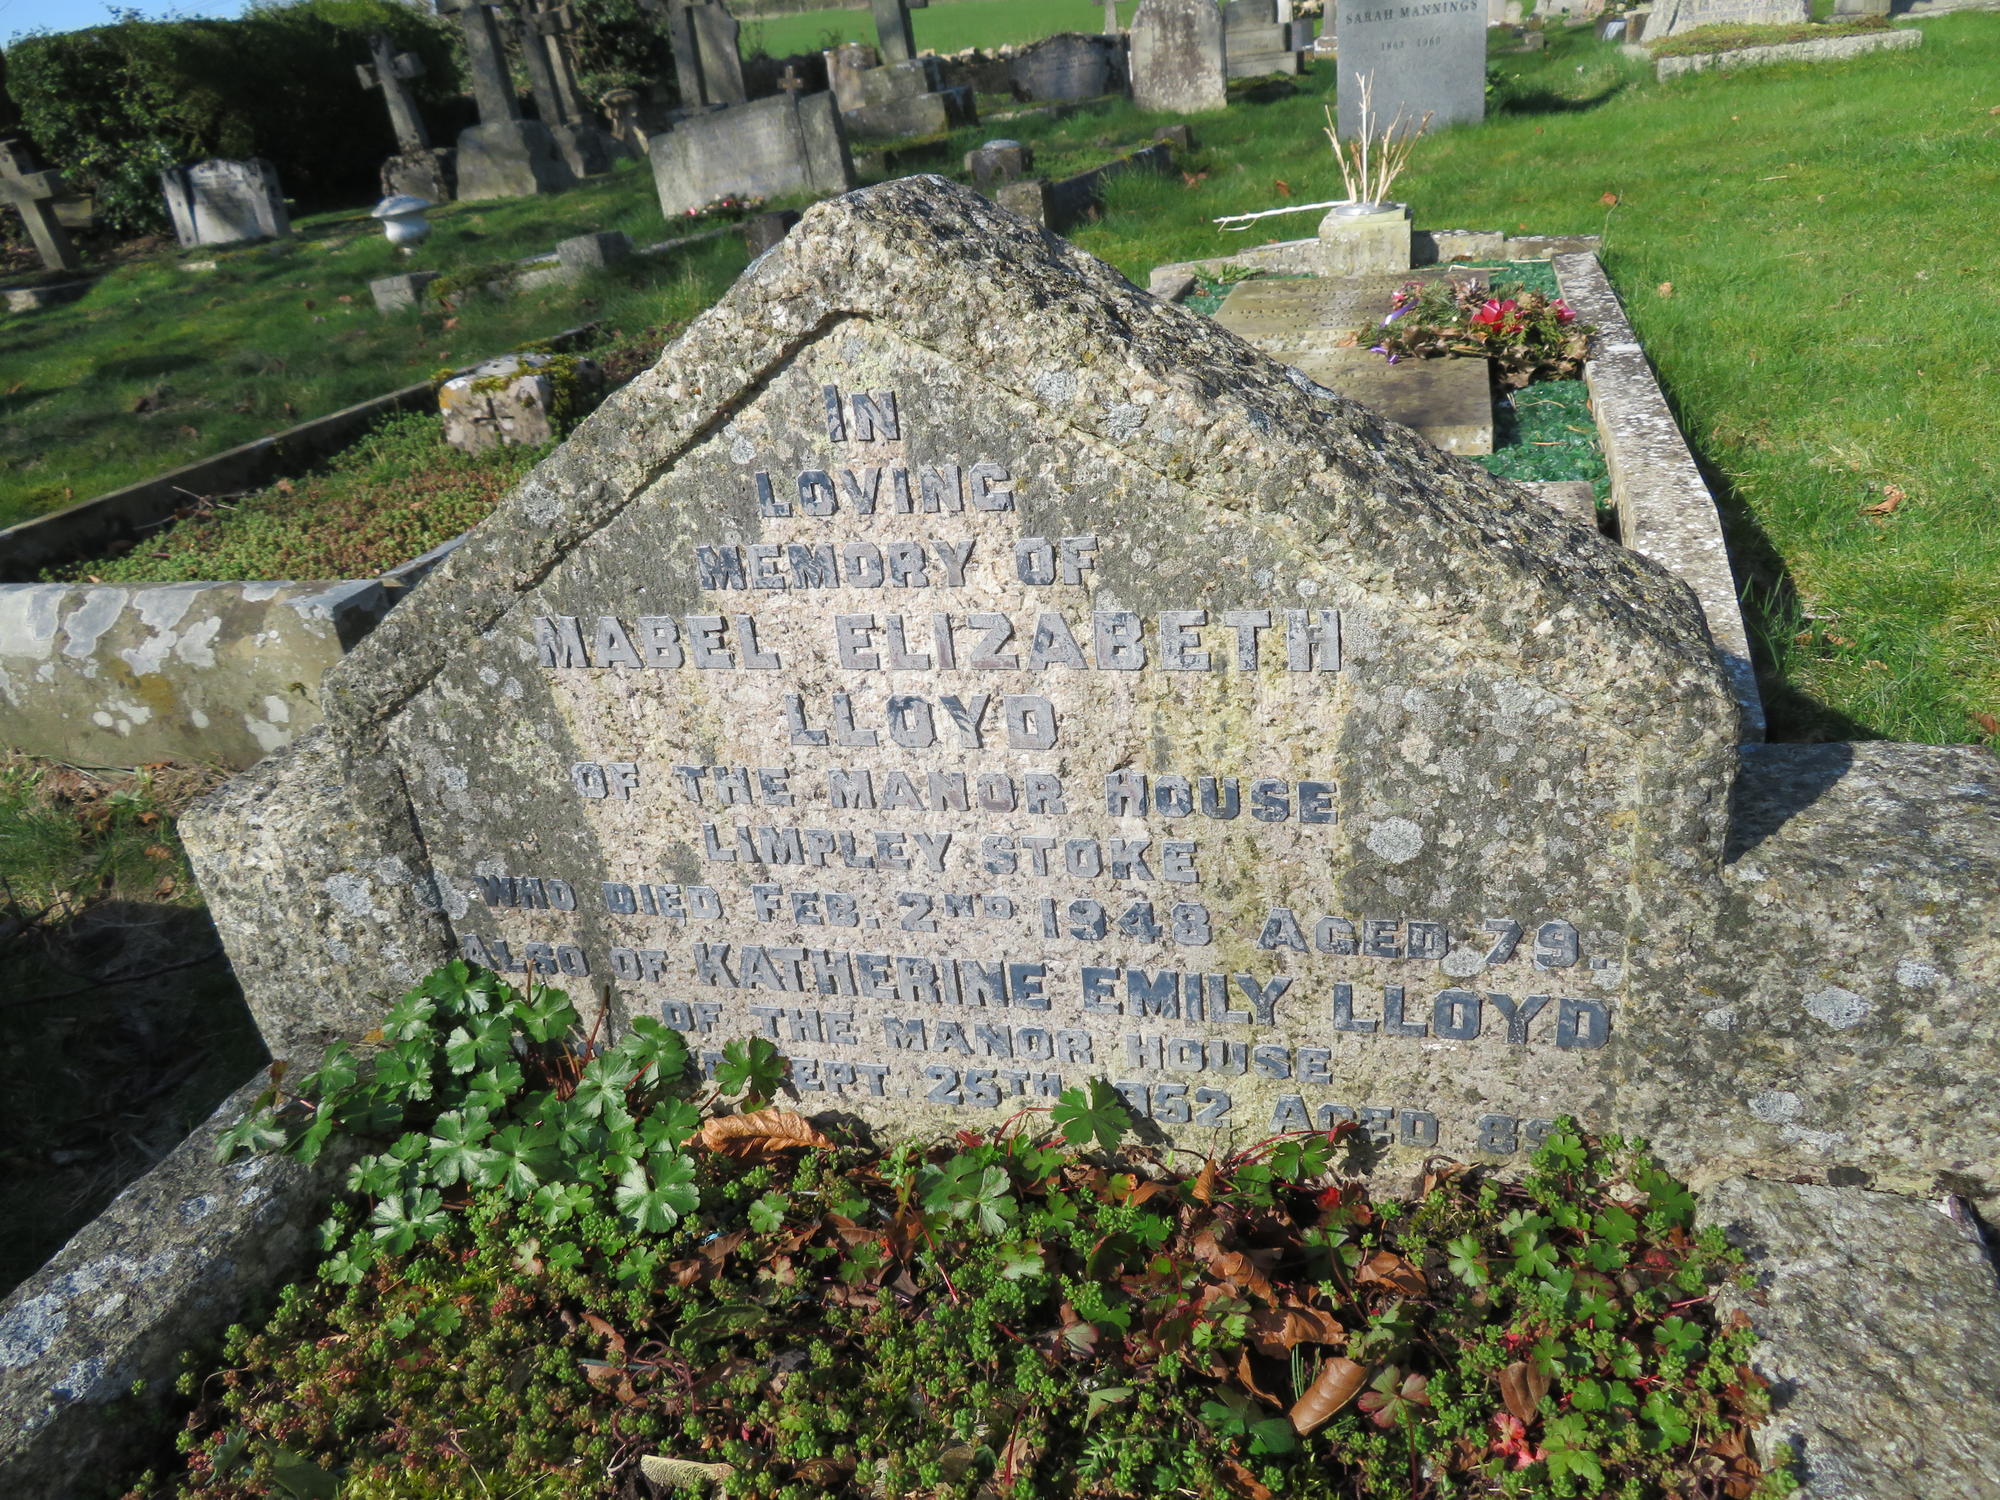 SARAH MANNINGS
IN
LOVING
MEMORY OF
MABEL ELIZABETH
LLOYD
OF THE MANOR HOUSE
LIMPLEY STOKE
WHO DIED FEB. 2ND 1948 AGED 79.
ALSO OF KATHERINE EMILY LLOYD
OF THE MANOR HOUSE
SEPT. 25TH 1952 AGED